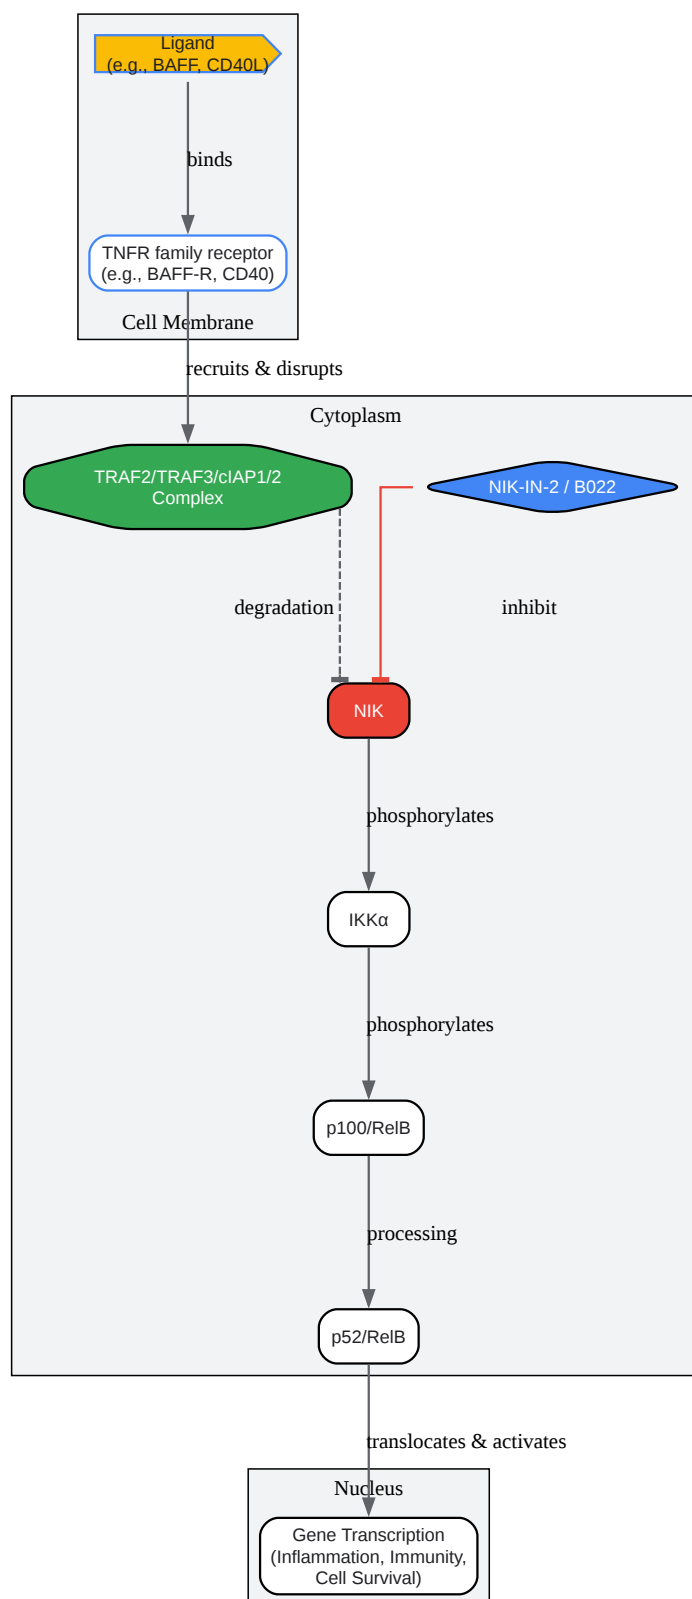 Ligand
(e.g., BAFF, CD40L)
binds
TNFR family receptor
(e.g., BAFF-R, CD40)
Cell Membrane
recruits & disrupts
Cytoplasm
TRAF2/TRAF3/cIAP1/2
Complex
NIK-IN-2 / B022
degradation
inhibit
NIK
phosphorylates
IKKα
phosphorylates
p100/RelB
processing
p52/RelB
translocates & activates
Nucleus
Gene Transcription
(Inflammation, Immunity,
Cell Survival)